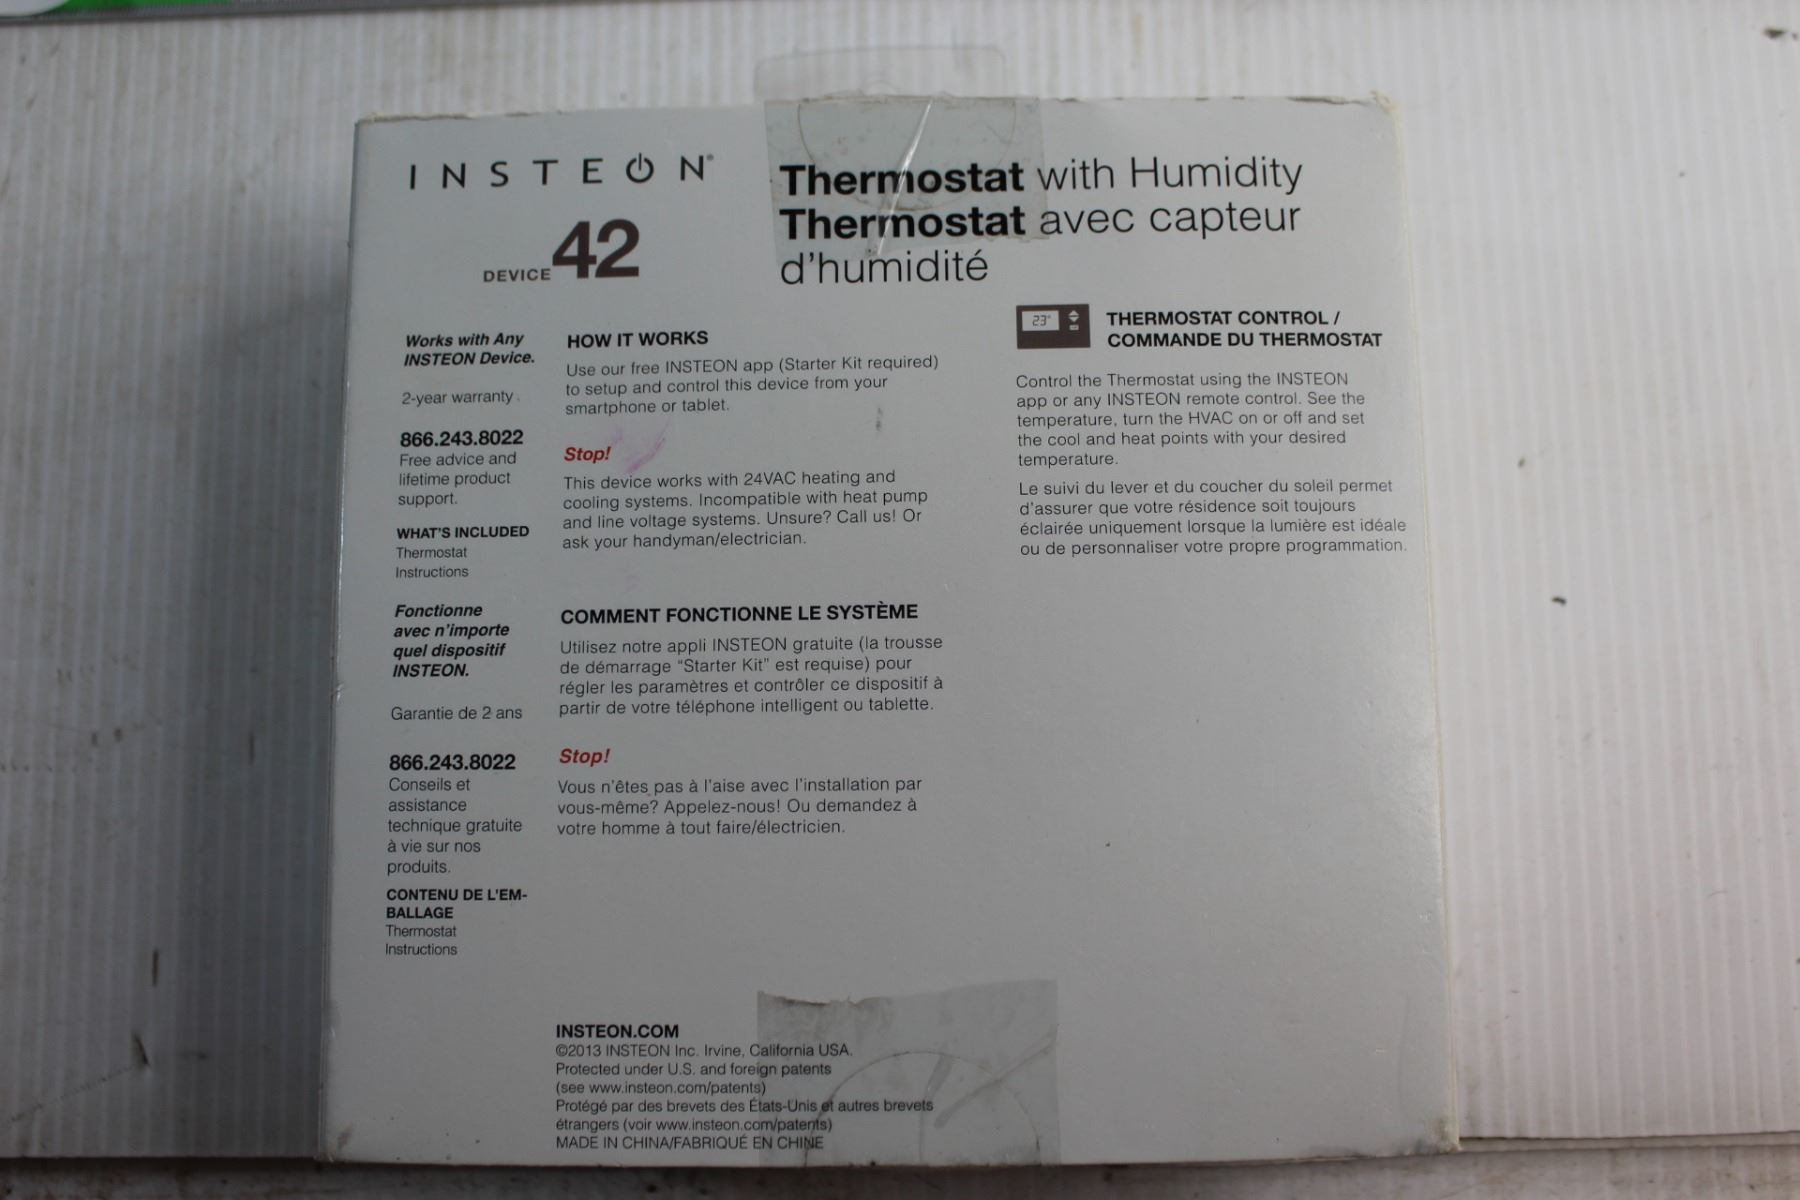 INSTEON®
DEVICE 42
Thermostat with Humidity
Thermostat avec capteur
d'humidité
Works with Any
INSTEON Device.
2-year warranty.
866.243.8022
Free advice and
lifetime product
support.
WHAT'S INCLUDED
Thermostat
Instructions
Fonctionne
avec n'importe
quel dispositif
INSTEON.
Garantie de 2 ans
866.243.8022
Conseils et
assistance
technique gratuite
à vie sur nos
produits.
CONTENU DE L'EM-
BALLAGE
Thermostat
Instructions
HOW IT WORKS
Use our free INSTEON app (Starter Kit required)
to setup and control this device from your
smartphone or tablet.
Stop!
This device works with 24VAC heating and
cooling systems. Incompatible with heat pump
and line voltage systems. Unsure? Call us! Or
ask your handyman/electrician.
COMMENT FONCTIONNE LE SYSTÈME
Utilisez notre appli INSTEON gratuite (la trousse
de démarrage “Starter Kit” est requise) pour
régler les paramètres et contrôler ce dispositif à
partir de votre téléphone intelligent ou tablette.
Stop!
Vous n'êtes pas à l'aise avec l'installation par
vous-même? Appelez-nous! Ou demandez à
votre homme à tout faire/électricien.
23°
THERMOSTAT CONTROL /
COMMANDE DU THERMOSTAT
Control the Thermostat using the INSTEON
app or any INSTEON remote control. See the
temperature, turn the HVAC on or off and set
the cool and heat points with your desired
temperature.
Le suivi du lever et du coucher du soleil permet
d'assurer que votre résidence soit toujours
éclairée uniquement lorsque la lumière est idéale
ou de personnaliser votre propre programmation.
INSTEON.COM
©2013 INSTEON Inc. Irvine, California USA.
Protected under U.S. and foreign patents
(see www.insteon.com/patents)
Protégé par des brevets des États-Unis et autres brevets
étrangers (voir www.insteon.com/patents)
MADE IN CHINA/FABRIQUÉ EN CHINE